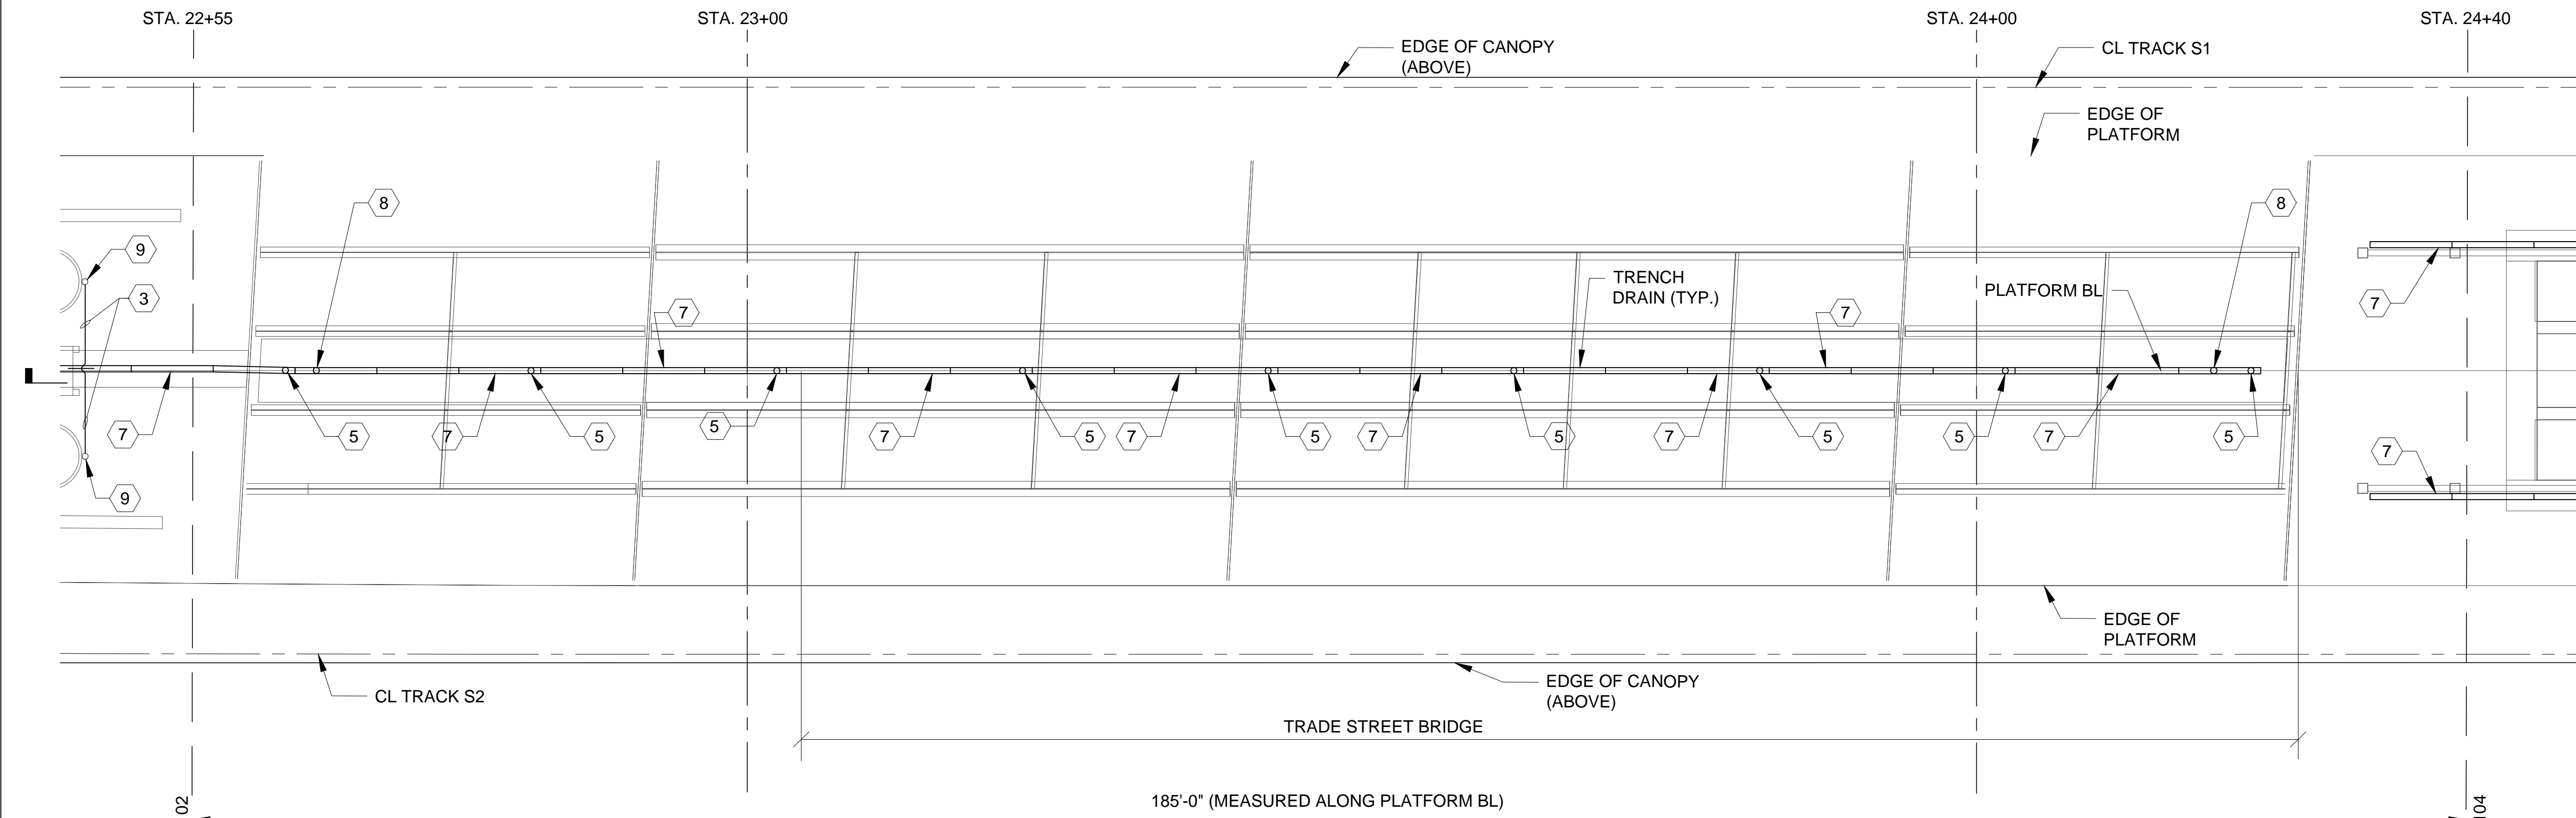 STA. 22+55
STA. 23+00
STA. 24+00
STA. 24+40
EDGE OF CANOPY
(ABOVE)
CL TRACK S1
EDGE OF
PLATFORM
8
8
9
3
7
7
TRENCH
DRAIN (TYP.)
PLATFORM BL
7
7
5
7
5
5
7
5
7
5
7
5
7
5
5
7
5
7
9
EDGE OF
PLATFORM
CL TRACK S2
EDGE OF CANOPY
(ABOVE)
TRADE STREET BRIDGE
185'-0" (MEASURED ALONG PLATFORM BL)
02
104